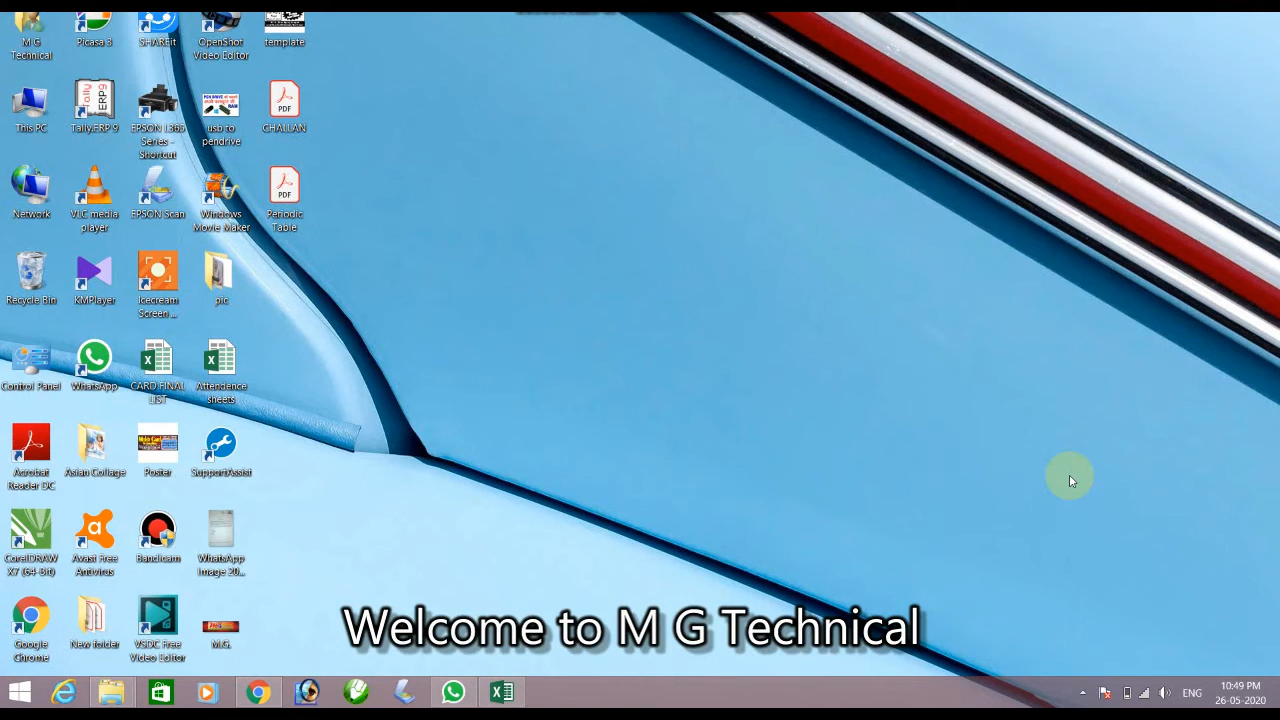 M G
Technical
Picasa 3
SHAREit
OpenShot
Video Editor
template
This PC
Tally.ERP 9
EPSON L365
Series -
Shortcut
usb to
pendrive
CHALLAN
Network
VLC media
player
EPSON Scan
Windows
Movie Maker
Periodic
Table
Recycle Bin
KMPlayer
Icecream
Screen ...
pic
Control Panel
WhatsApp
CARD FINAL
LIST
Attendence
sheets
Acrobat
Reader DC
Asian Collage
Poster
SupportAssist
CorelDRAW
X7 (64-Bit)
Avast Free
Antivirus
Bandicam
WhatsApp
Image 20...
Google
Chrome
New folder
VSDC Free
Video Editor
M.G.
Welcome to M G Technical
ENG
10:49 PM
26-05-2020